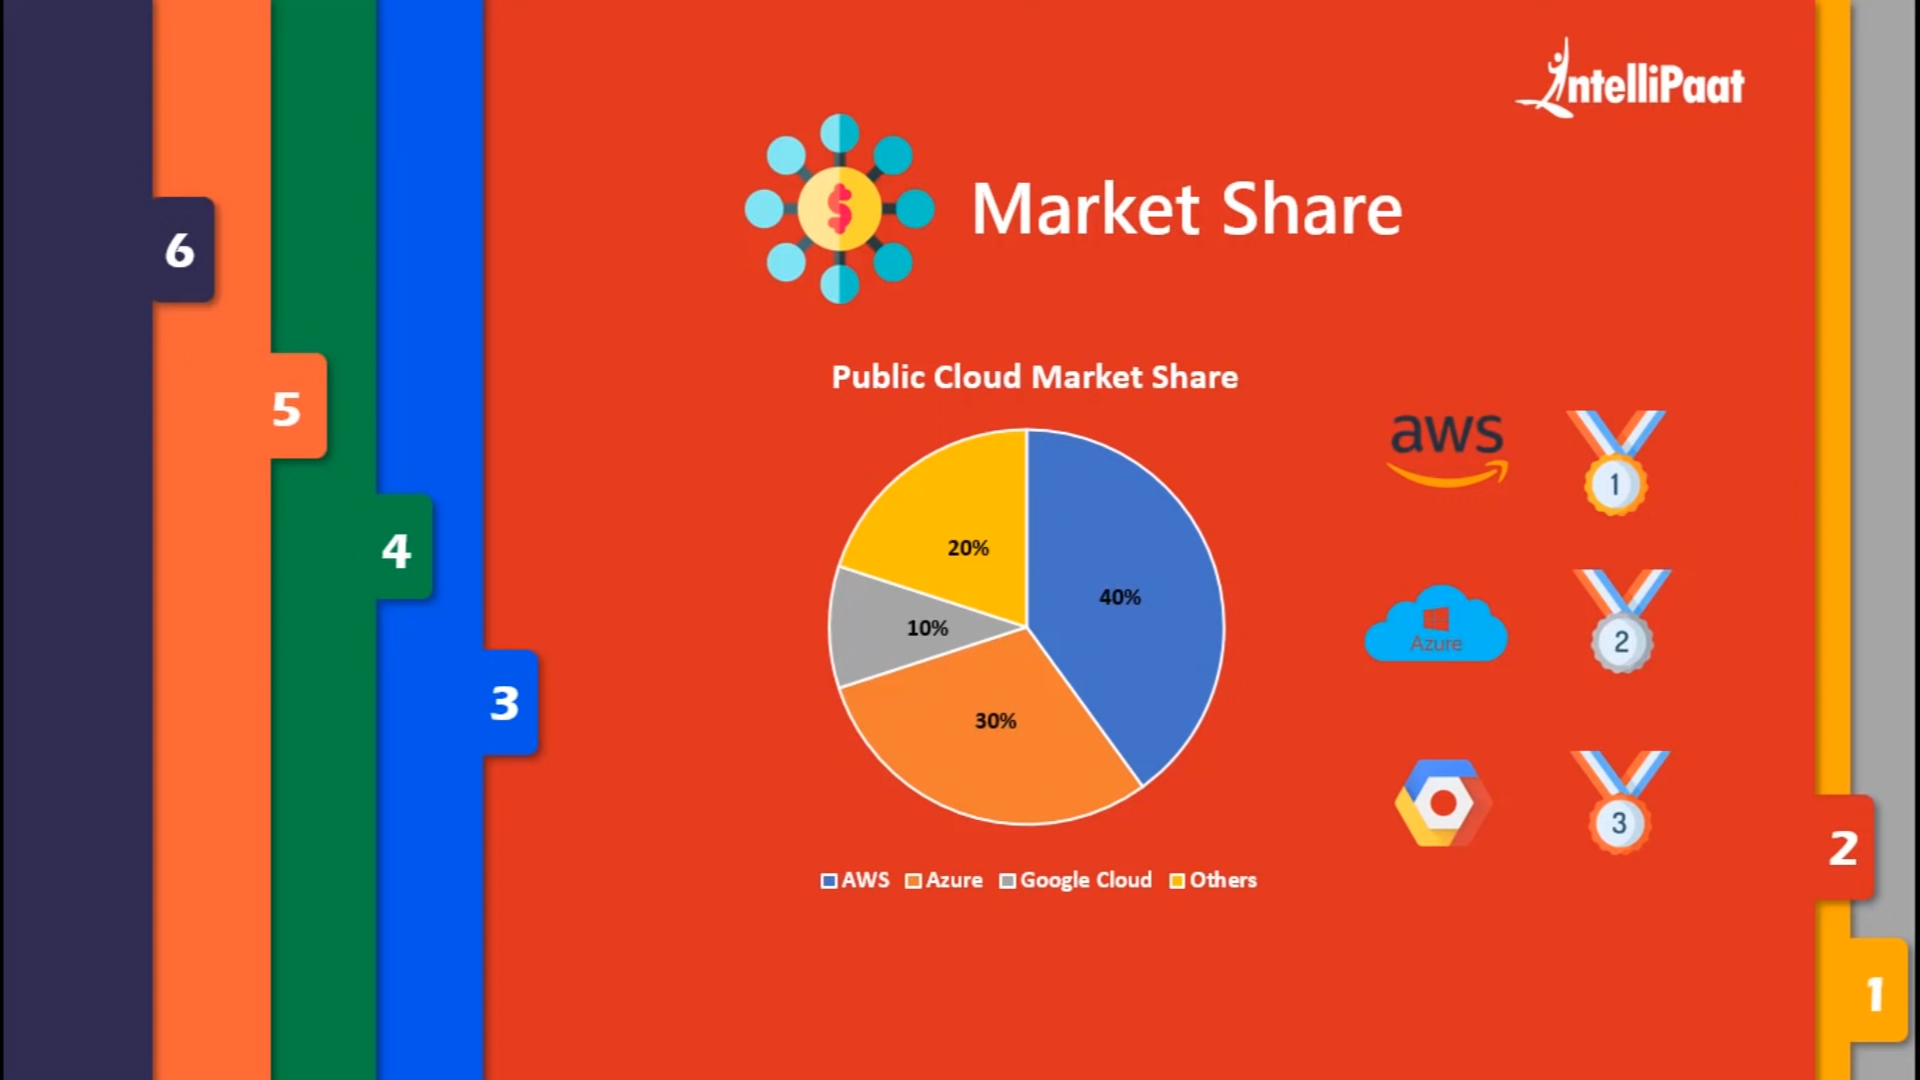 IntelliPaat
Market Share
Public Cloud Market Share
aws
1
20%
40%
10%
30%
Azure
2
3
AWS Azure Google Cloud Others
6
5
4
3
2
1